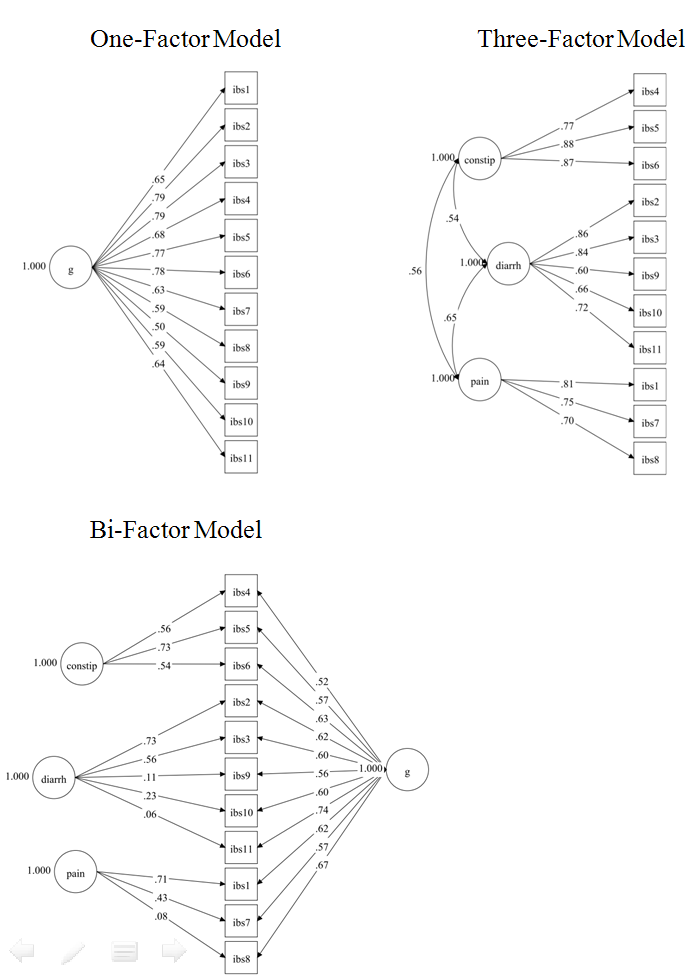 One-Factor Model
ibs1
ibs2
ibs3
ibs4
ibs5
ibs6
ibs7
ibs8
ibs9
ibs10
ibs11
.65
.79
.79
.68
.77
.78
.63
.59
.50
.59
.64
1.000
g
Three-Factor Model
ibs4
ibs5
ibs6
ibs2
ibs3
ibs9
ibs10
ibs11
ibs1
ibs7
ibs8
.77
.88
.87
1.000
constip
.54
.86
.84
.60
.66
.72
1.000
diarrh
.56
.65
1.000
pain
.81
.75
.70
Bi-Factor Model
ibs4
ibs5
ibs6
ibs2
ibs3
ibs9
ibs10
ibs11
ibs1
ibs7
ibs8
.56
.73
.54
1.000
constip
.73
.56
.11
.23
.06
1.000
diarrh
.71
.43
.08
1.000
pain
.52
.57
.63
.62
.60
.56
.60
.74
.62
.57
.67
1.000
g